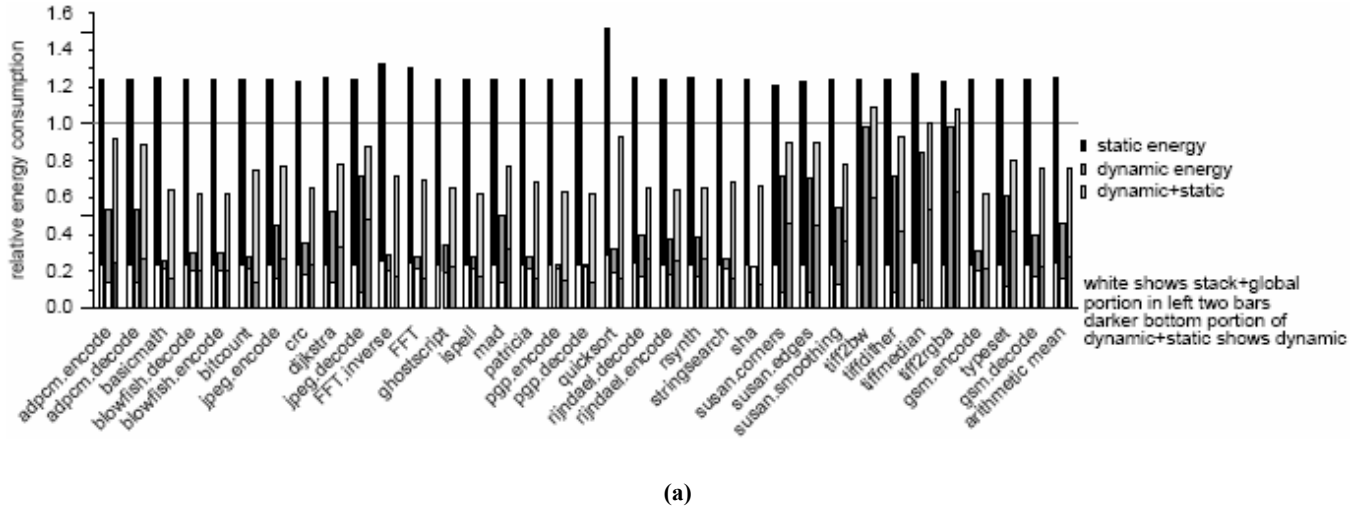 relative energy consumption
1.6
1.4
1.2
1.0
0.8
0.6
0.4
0.2
0.0
static energy
dynamic energy
dynamic+static
white shows stack+global
portion in left two bars
darker bottom portion of
dynamic+static shows dynamic
adpcm.encode
adpcm.decode
basicmath
blowfish.decode
blowfish.encode
bitcount
jpeg.encode
crc
dijkstra
jpeg.decode
FFT.inverse
FFT
ghostscript
ispell
mad
patricia
pgp.encode
pgp.decode
quicksort
rijndael.decode
rijndael.encode
rsynth
stringsearch
sha
susan.corners
susan.edges
susan.smoothing
tiff2bw
tiffdither
tiffmedian
tiff2rgba
gsm.encode
typeset
gsm.decode
arithmetic mean
(a)